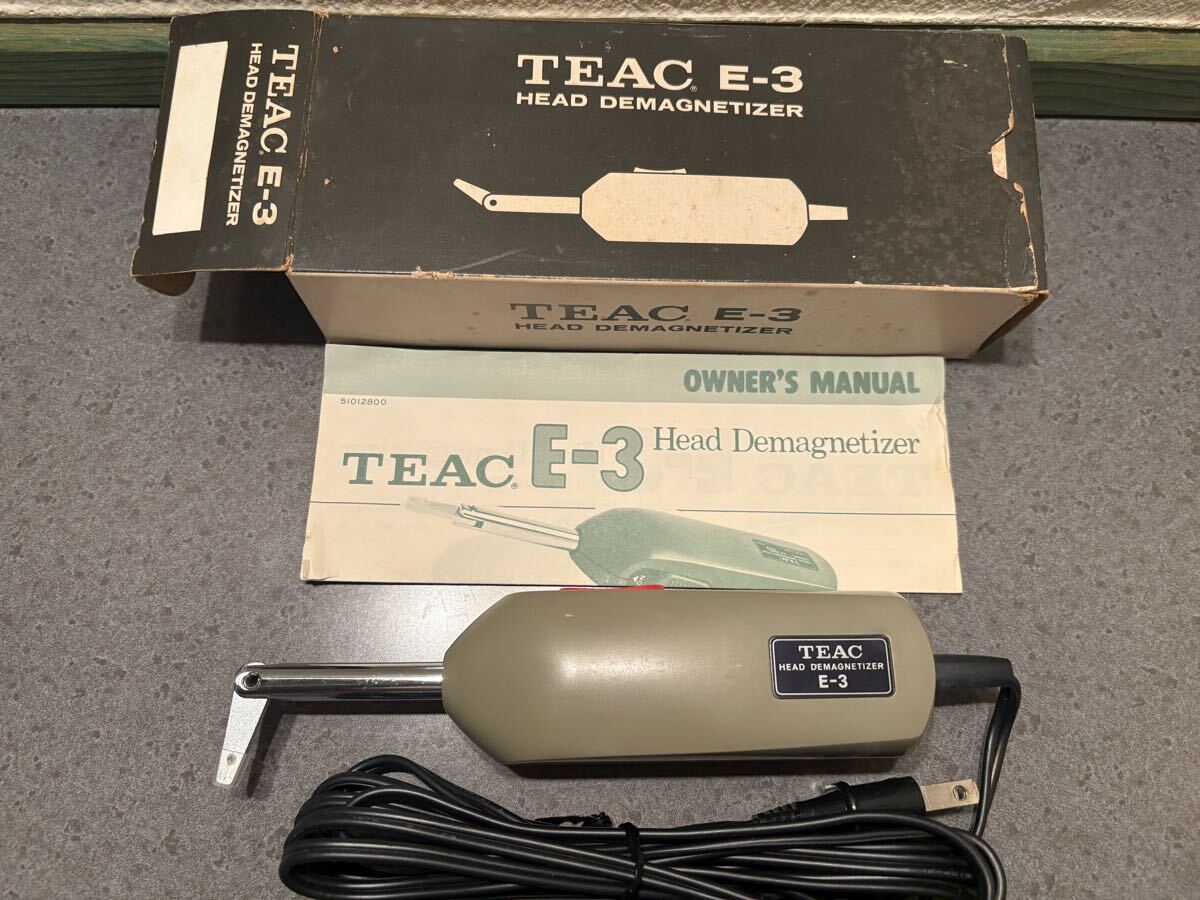 TEAC® E-3
HEAD DEMAGNETIZER
TEAC® E-3
HEAD DEMAGNETIZER
TEAC® E-3
HEAD DEMAGNETIZER
OWNER'S MANUAL
51012800
TEAC® E-3 Head Demagnetizer
TEAC
HEAD DEMAGNETIZER
E-3